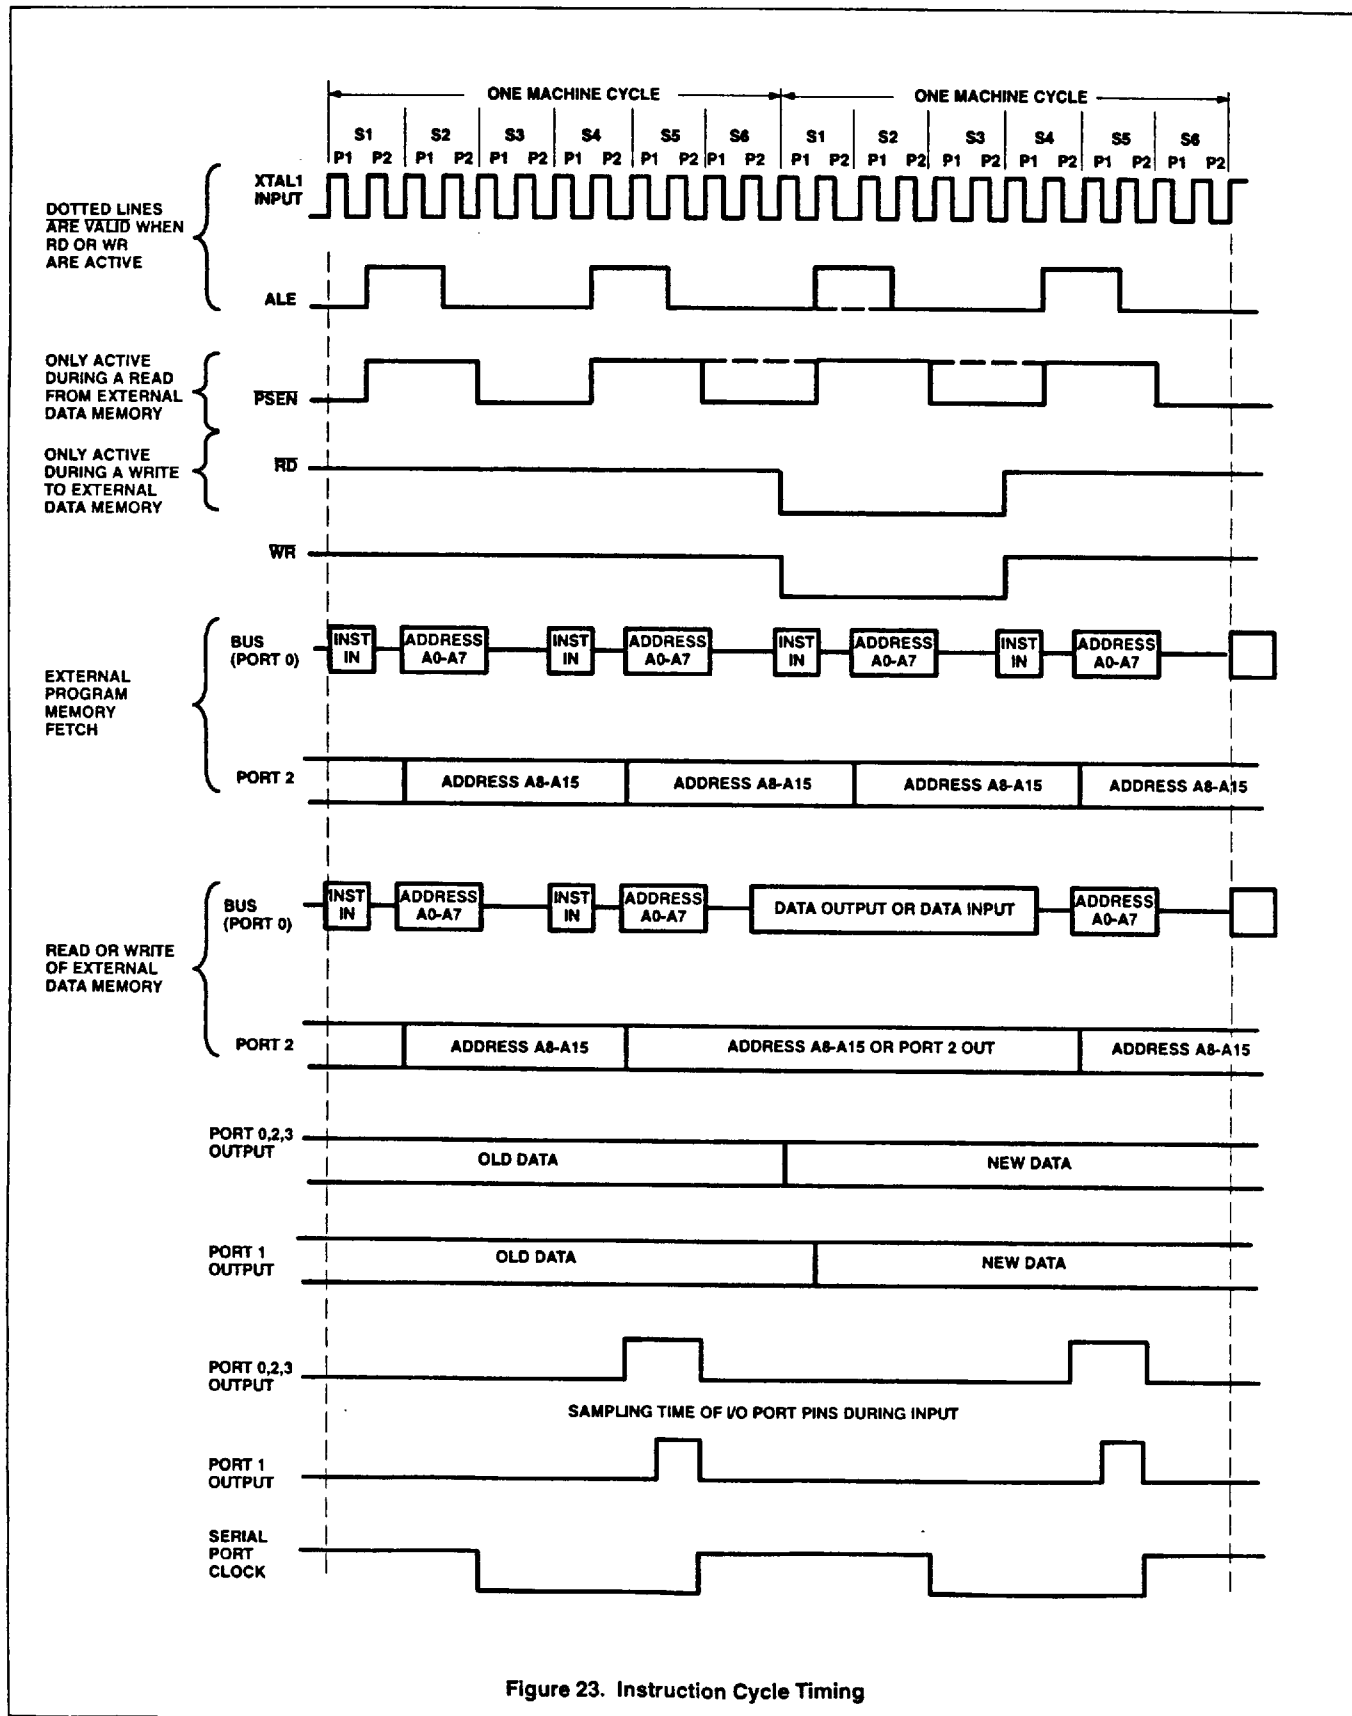 ONE MACHINE CYCLE ONE MACHINE CYCLE
S1 S2 S3 S4 S5 S6 S1 S2 S3 S4 S5 S6
P1 P2 P1 P2 P1 P2 P1 P2 P1 P2 P1 P2 P1 P2 P1 P2 P1 P2 P1 P2 P1 P2 P1 P2
XTAL1
INPUT
DOTTED LINES
ARE VALID WHEN
RD OR WR
ARE ACTIVE
ALE
ONLY ACTIVE
DURING A READ
FROM EXTERNAL
DATA MEMORY
PSEN
ONLY ACTIVE
DURING A WRITE
TO EXTERNAL
DATA MEMORY
RD
WR
EXTERNAL
PROGRAM
MEMORY
FETCH
BUS
(PORT 0)
INST IN
ADDRESS A0-A7
INST IN
ADDRESS A0-A7
INST IN
ADDRESS A0-A7
INST IN
ADDRESS A0-A7
PORT 2
ADDRESS A8-A15 ADDRESS A8-A15 ADDRESS A8-A15 ADDRESS A8-A15
READ OR WRITE
OF EXTERNAL
DATA MEMORY
BUS
(PORT 0)
INST IN
ADDRESS A0-A7
INST IN
ADDRESS A0-A7
DATA OUTPUT OR DATA INPUT
ADDRESS A0-A7
PORT 2
ADDRESS A8-A15 ADDRESS A8-A15 OR PORT 2 OUT ADDRESS A8-A15
PORT 0,2,3
OUTPUT
OLD DATA NEW DATA
PORT 1
OUTPUT
OLD DATA NEW DATA
PORT 0,2,3
OUTPUT
SAMPLING TIME OF I/O PORT PINS DURING INPUT
PORT 1
OUTPUT
SERIAL
PORT
CLOCK
Figure 23. Instruction Cycle Timing